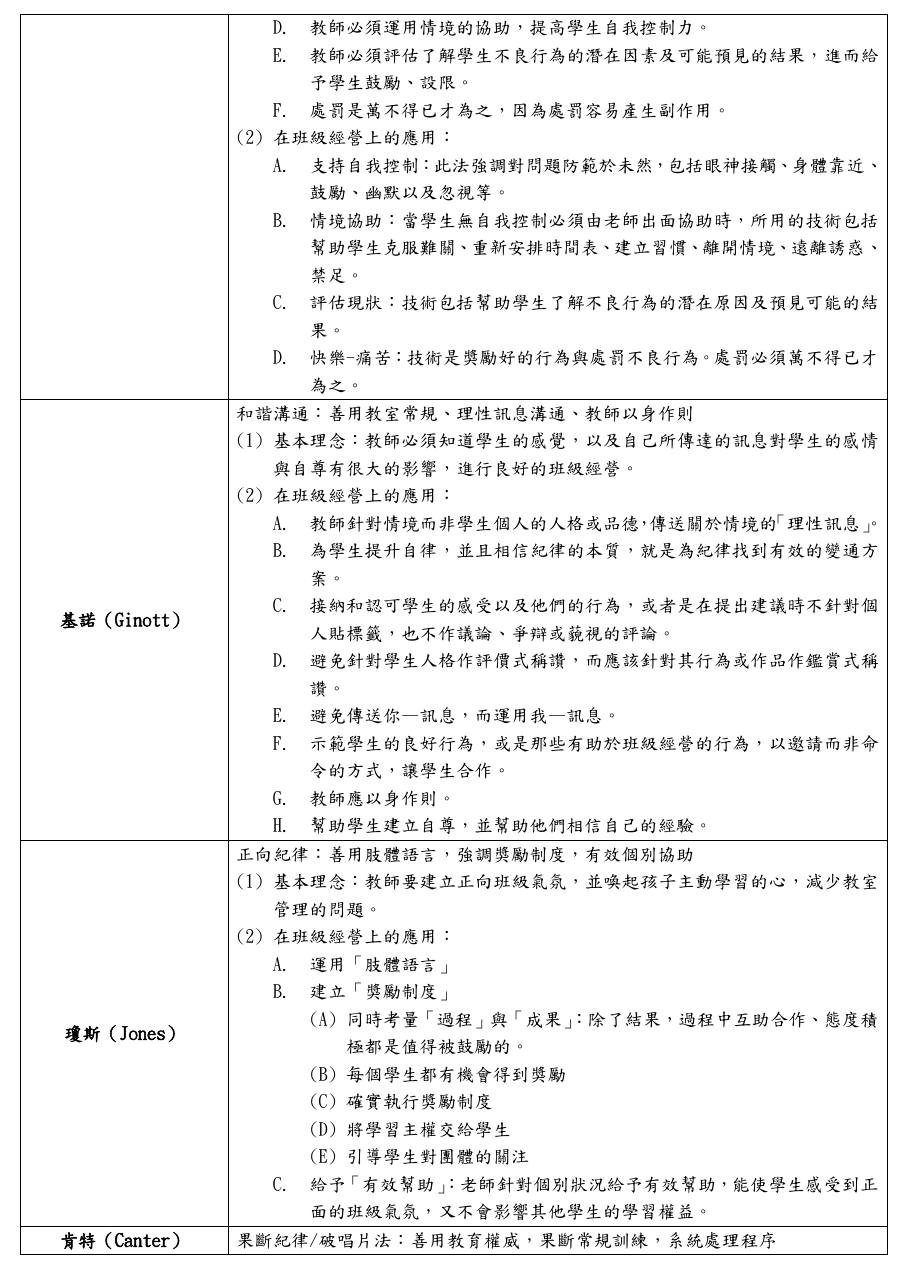 D. 教師必須運用情境的協助，提高學生自我控制力。
E. 教師必須評估了解學生不良行為的潛在因素及可能預見的結果，進而給
予學生鼓勵、設限。
F. 處罰是萬不得已才為之，因為處罰容易產生副作用。
(2) 在班級經營上的應用：
A. 支持自我控制：此法強調對問題防範於未然，包括眼神接觸、身體靠近、
鼓勵、幽默以及忽視等。
B. 情境協助：當學生無自我控制必須由老師出面協助時，所用的技術包括
幫助學生克服難關、重新安排時間表、建立習慣、離開情境、遠離誘惑、
禁足。
C. 評估現狀：技術包括幫助學生了解不良行為的潛在原因及預見可能的結
果。
D. 快樂-痛苦：技術是獎勵好的行為與處罰不良行為。處罰必須萬不得已才
為之。
基諾（Ginott）
和諧溝通：善用教室常規、理性訊息溝通、教師以身作則
(1) 基本理念：教師必須知道學生的感覺，以及自己所傳達的訊息對學生的感情
與自尊有很大的影響，進行良好的班級經營。
(2) 在班級經營上的應用：
A. 教師針對情境而非學生個人的人格或品德，傳送關於情境的「理性訊息」。
B. 為學生提升自律，並且相信紀律的本質，就是為紀律找到有效的變通方
案。
C. 接納和認可學生的感受以及他們的行為，或者是在提出建議時不針對個
人貼標籤，也不作議論、爭辯或藐視的評論。
D. 避免針對學生人格作評價式稱讚，而應該針對其行為或作品作鑑賞式稱
讚。
E. 避免傳送你—訊息，而運用我—訊息。
F. 示範學生的良好行為，或是那些有助於班級經營的行為，以邀請而非命
令的方式，讓學生合作。
G. 教師應以身作則。
H. 幫助學生建立自尊，並幫助他們相信自己的經驗。
瓊斯（Jones）
正向紀律：善用肢體語言，強調獎勵制度，有效個別協助
(1) 基本理念：教師要建立正向班級氣氛，並喚起孩子主動學習的心，減少教室
管理的問題。
(2) 在班級經營上的應用：
A. 運用「肢體語言」
B. 建立「獎勵制度」
(A) 同時考量「過程」與「成果」：除了結果，過程中互助合作、態度積
極都是值得被鼓勵的。
(B) 每個學生都有機會得到獎勵
(C) 確實執行獎勵制度
(D) 將學習主權交給學生
(E) 引導學生對團體的關注
C. 給予「有效幫助」：老師針對個別狀況給予有效幫助，能使學生感受到正
面的班級氣氛，又不會影響其他學生的學習權益。
肯特（Canter）
果斷紀律/破唱片法：善用教育權威，果斷常規訓練，系統處理程序